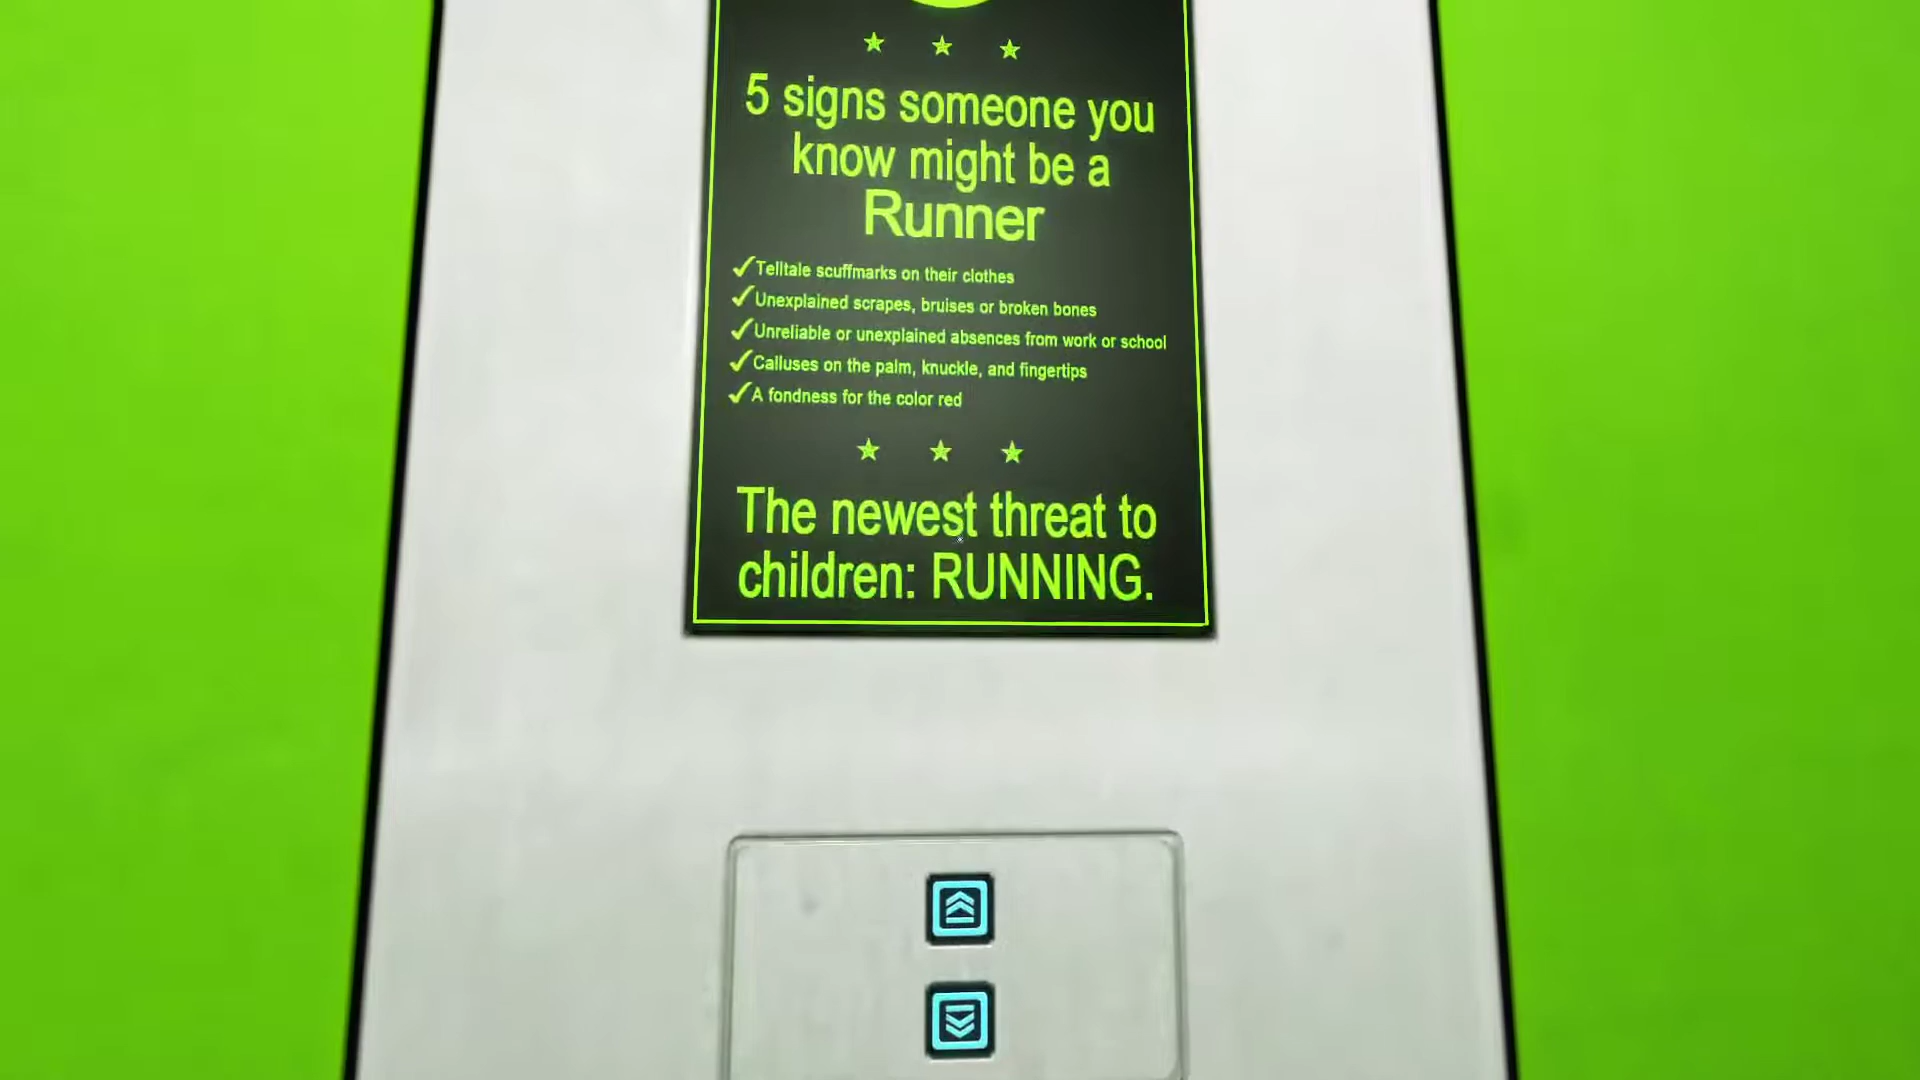 5 signs someone you
know might be a
Runner
Telltale scuffmarks on their clothes
Unexplained scrapes, bruises or broken bones
Unreliable or unexplained absences from work or school
Calluses on the palm, knuckle, and fingertips
A fondness for the color red
The newest threat to
children: RUNNING.